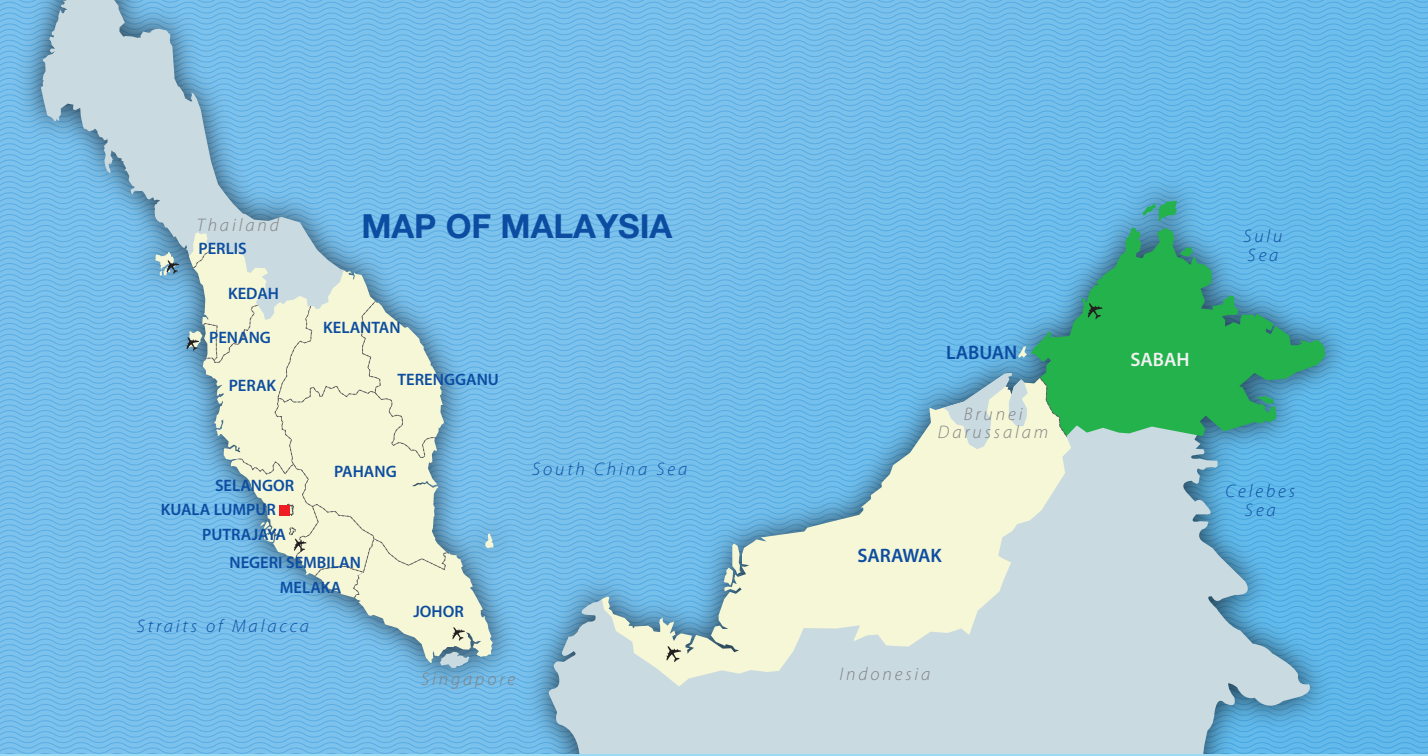 Thailand
MAP OF MALAYSIA
PERLIS
KEDAH
PENANG
KELANTAN
PERAK
TERENGGANU
PAHANG
SELANGOR
KUALA LUMPUR
PUTRAJAYA
NEGERI SEMBILAN
MELAKA
JOHOR
Straits of Malacca
Singapore
South China Sea
Sulu
Sea
LABUAN
SABAH
Brunei
Darussalam
Celebes
Sea
SARAWAK
Indonesia